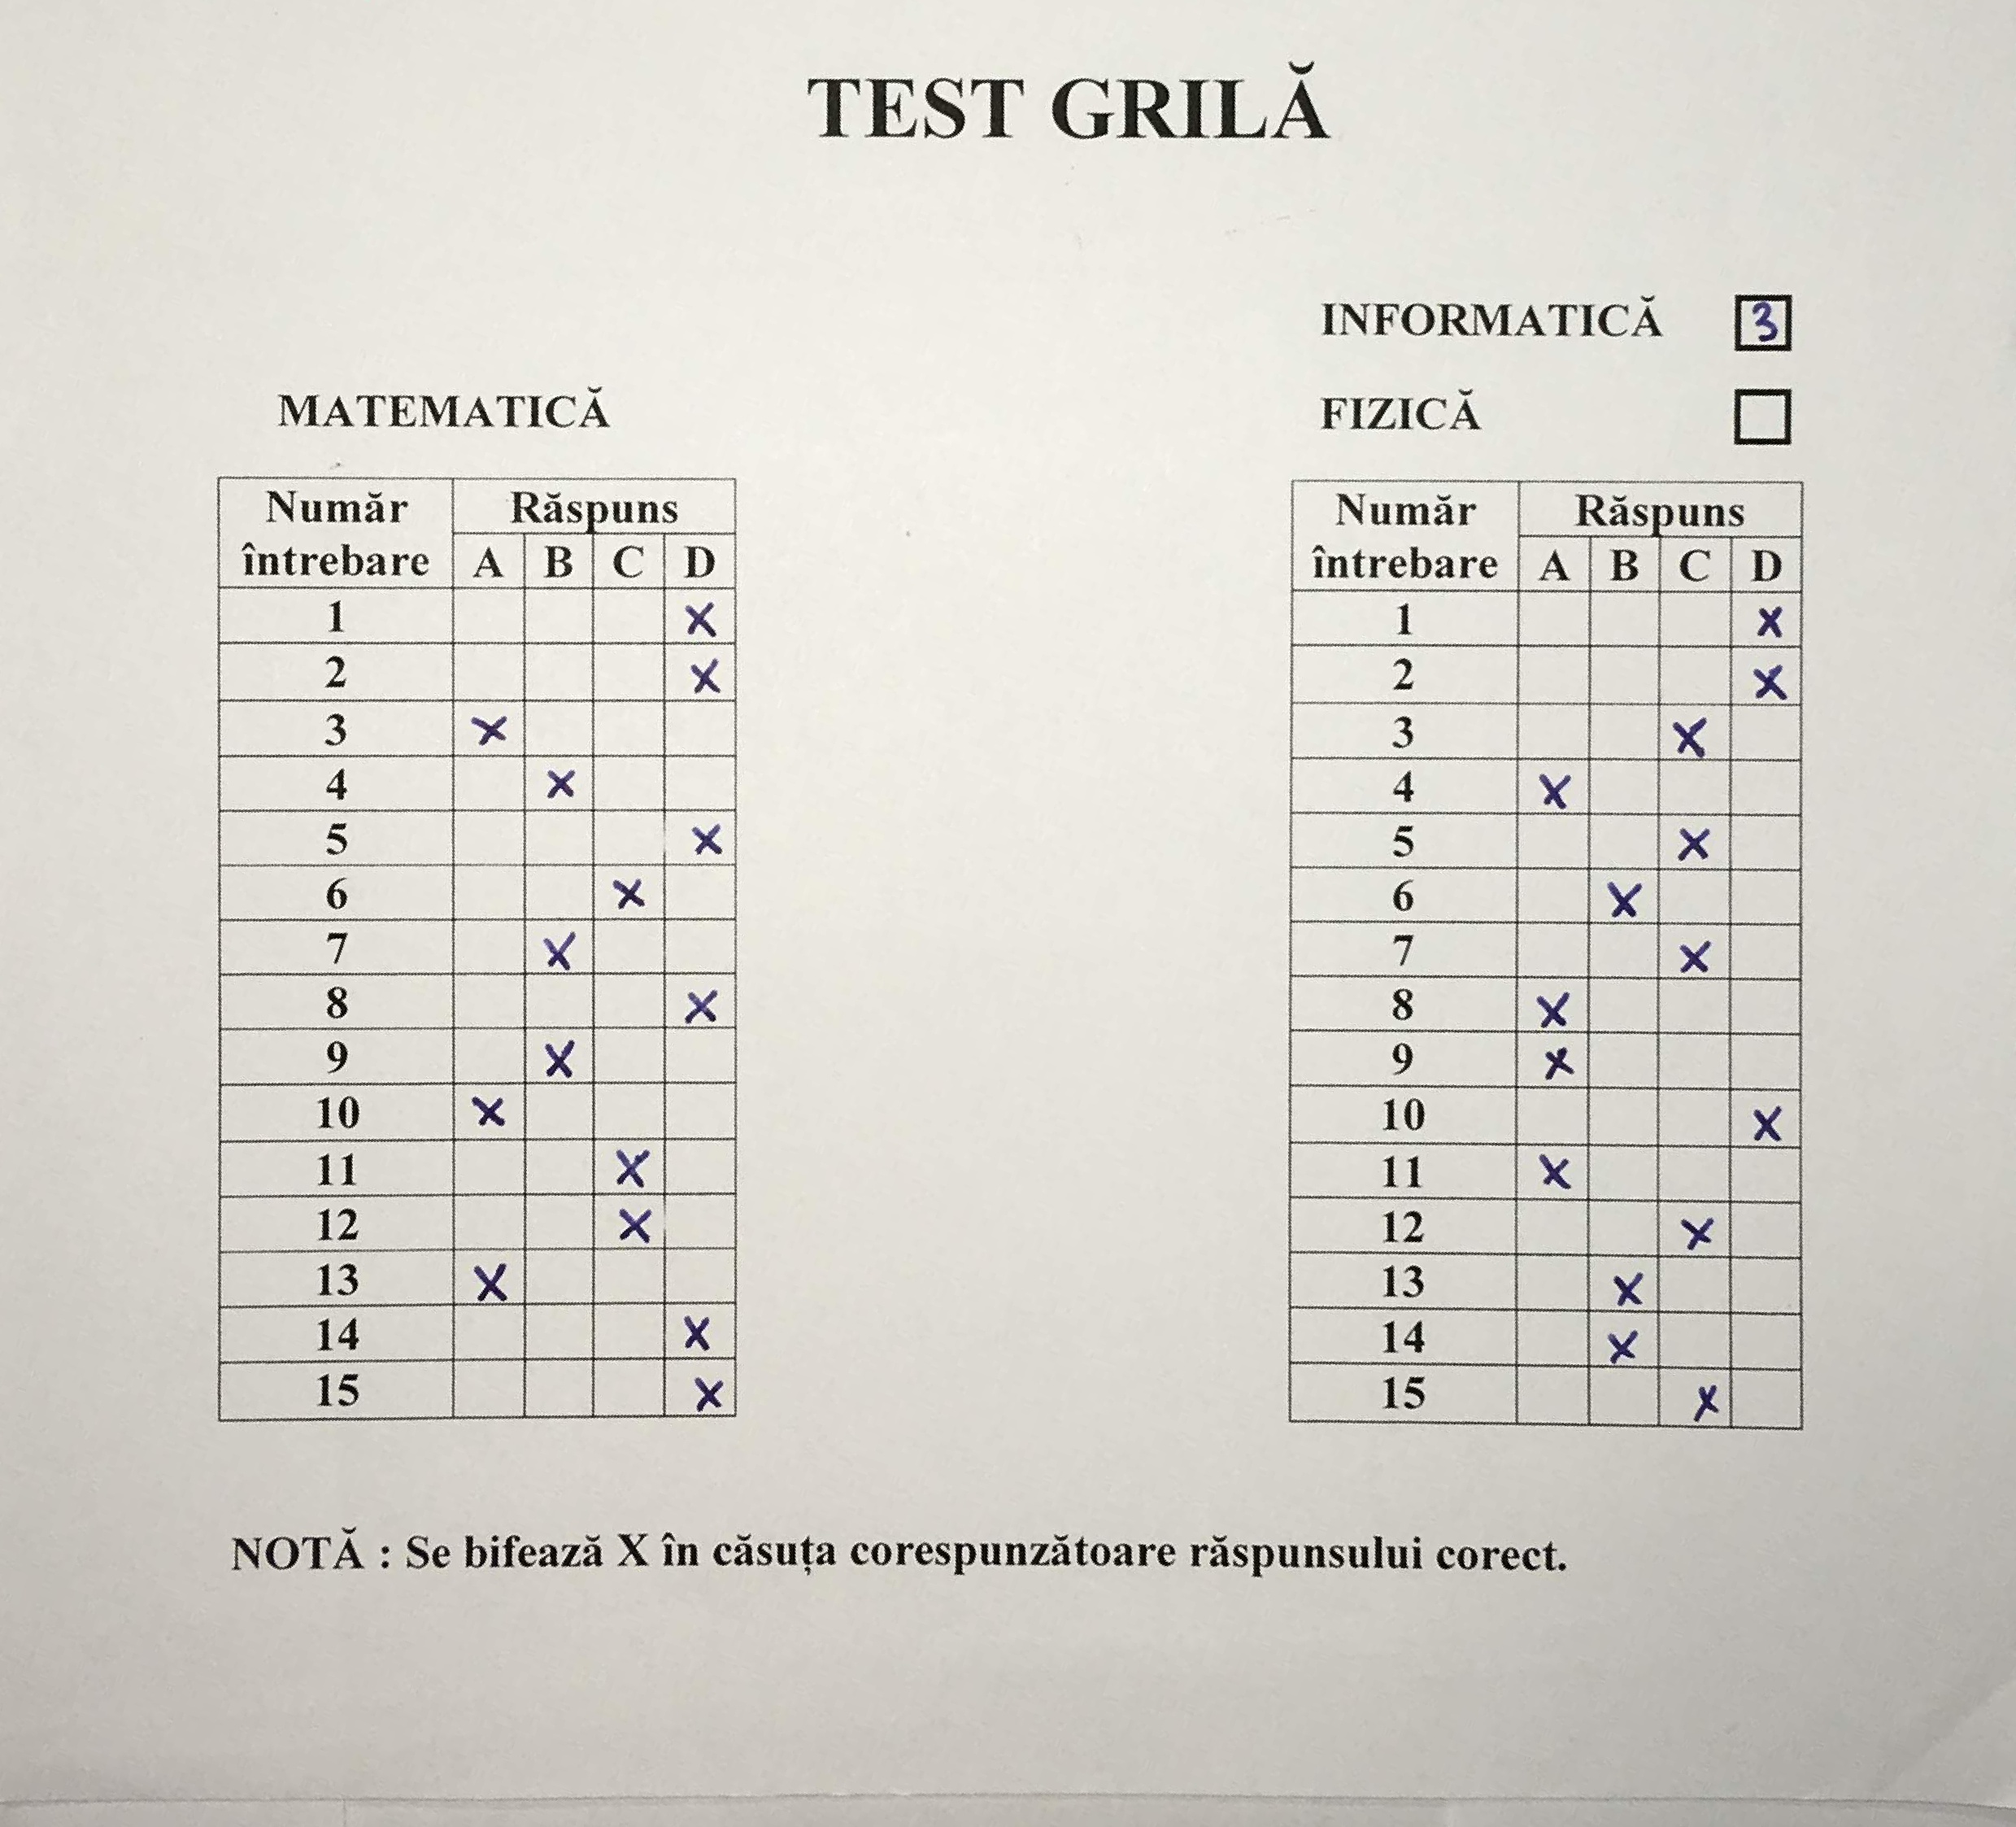 TEST GRILĂ
INFORMATICĂ 3
FIZICĂ
MATEMATICĂ
Număr întrebare Răspuns
A B C D
1 X
2 X
3 X
4 X
5 X
6 X
7 X
8 X
9 X
10 X
11 X
12 X
13 X
14 X
15 X
Număr întrebare Răspuns
A B C D
1 X
2 X
3 X
4 X
5 X
6 X
7 X
8 X
9 X
10 X
11 X
12 X
13 X
14 X
15 X
NOTĂ : Se bifează X în căsuța corespunzătoare răspunsului corect.